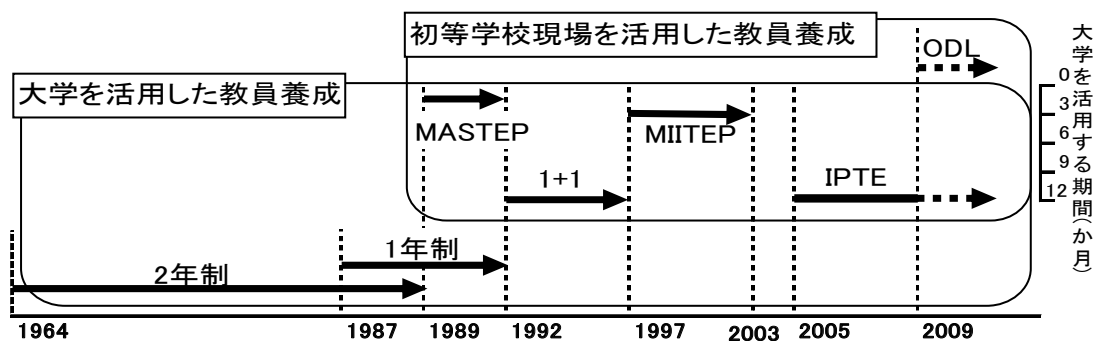 初等学校現場を活用した教員養成
ODL
大学を活用した教員養成
MASTEP
MIITEP
1+1
IPTE
1年制
2年制
0
3
6
9
12
大学を活用する期間(か月)
1964
1987
1989
1992
1997
2003
2005
2009